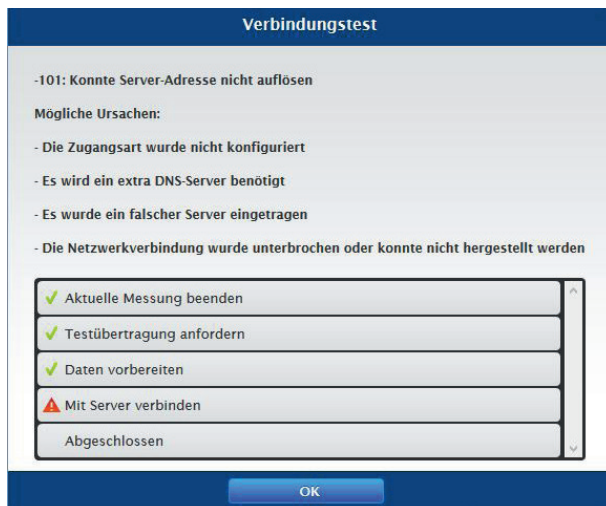 Verbindungstest
-101: Konnte Server-Adresse nicht auflösen
Mögliche Ursachen:
- Die Zugangsart wurde nicht konfiguriert
- Es wird ein extra DNS-Server benötigt
- Es wurde ein falscher Server eingetragen
- Die Netzwerkverbindung wurde unterbrochen oder konnte nicht hergestellt werden
Aktuelle Messung beenden
Testübertragung anfordern
Daten vorbereiten
Mit Server verbinden
Abgeschlossen
OK